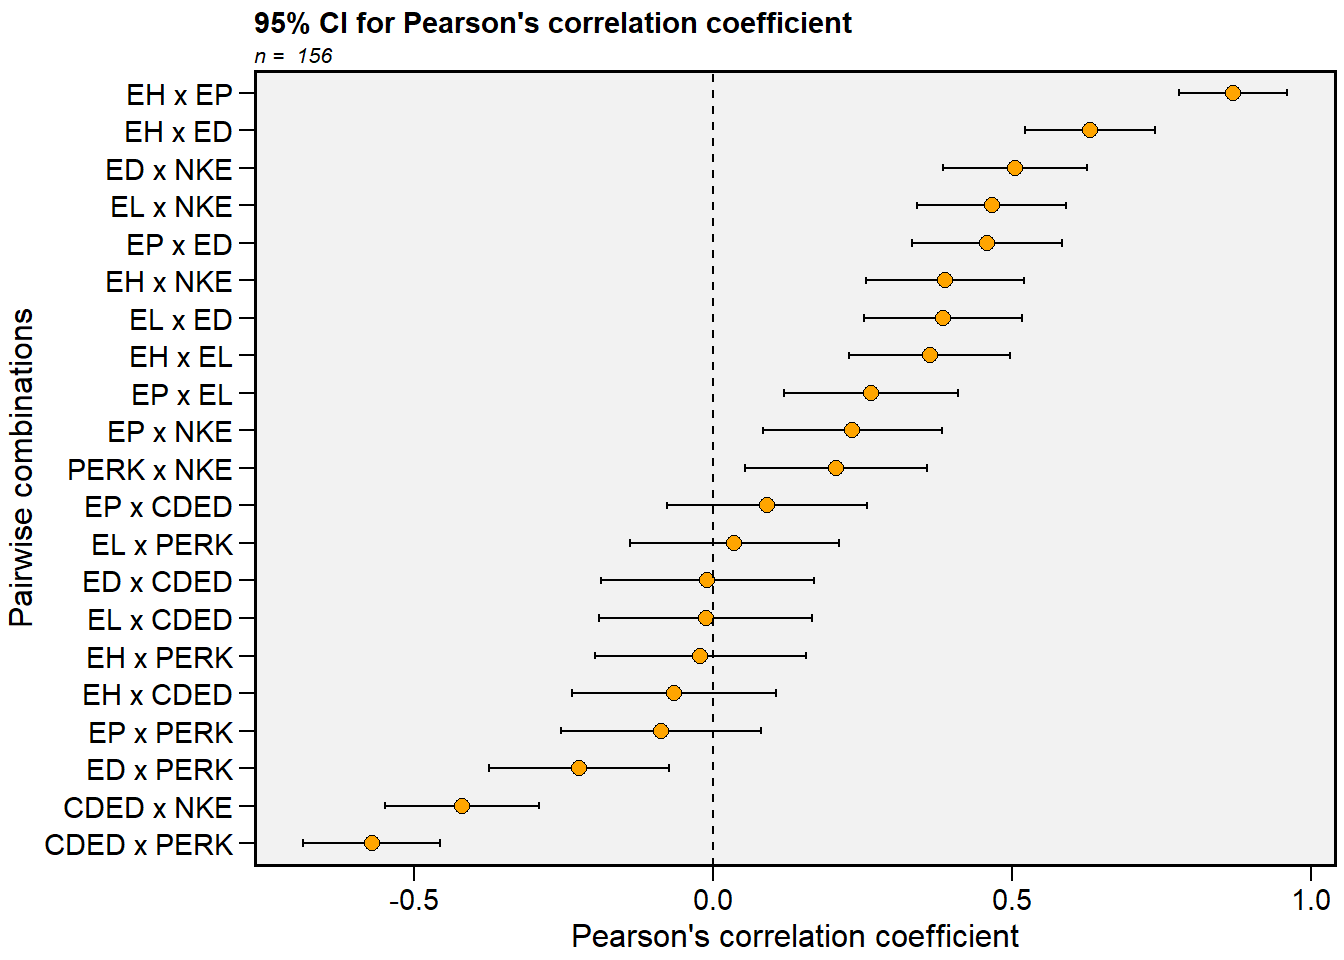 95% CI for Pearson's correlation coefficient
n = 156
EH x EP
EH x ED
ED x NKE
EL x NKE
EP x ED
EH x NKE
EL x ED
EH x EL
EP x EL
EP x NKE
PERK x NKE
EP x CDED
EL x PERK
ED x CDED
EL x CDED
EH x PERK
EH x CDED
EP x PERK
ED x PERK
CDED x NKE
CDED x PERK
Pairwise combinations
-0.5 0.0 0.5 1.0
Pearson's correlation coefficient